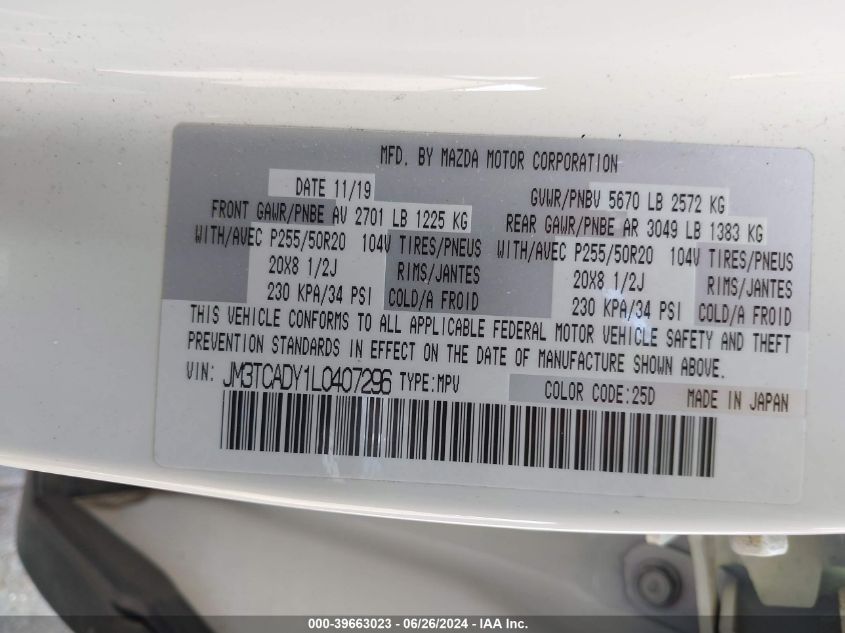 MFD. BY MAZDA MOTOR CORPORATION
DATE 11/19 GVWR/PNBV 5670 LB 2572 KG
FRONT GAWR/PNBE AV 2701 LB 1225 KG REAR GAWR/PNBE AR 3049 LB 1383 KG
WITH/AVEC P255/50R20 104V TIRES/PNEUS WITH/AVEC P255/50R20 104V TIRES/PNEUS
20X8 1/2J RIMS/JANTES 20X8 1/2J RIMS/JANTES
230 KPA/34 PSI COLD/A FROID 230 KPA/34 PSI COLD/A FROID
THIS VEHICLE CONFORMS TO ALL APPLICABLE FEDERAL MOTOR VEHICLE SAFETY AND THEFT
PREVENTION STANDARDS IN EFFECT ON THE DATE OF MANUFACTURE SHOWN ABOVE.
VIN: JM3TCADY1L0407296 TYPE:MPV COLOR CODE:25D MADE IN JAPAN
000-39663023 - 06/26/2024 - IAAI.com